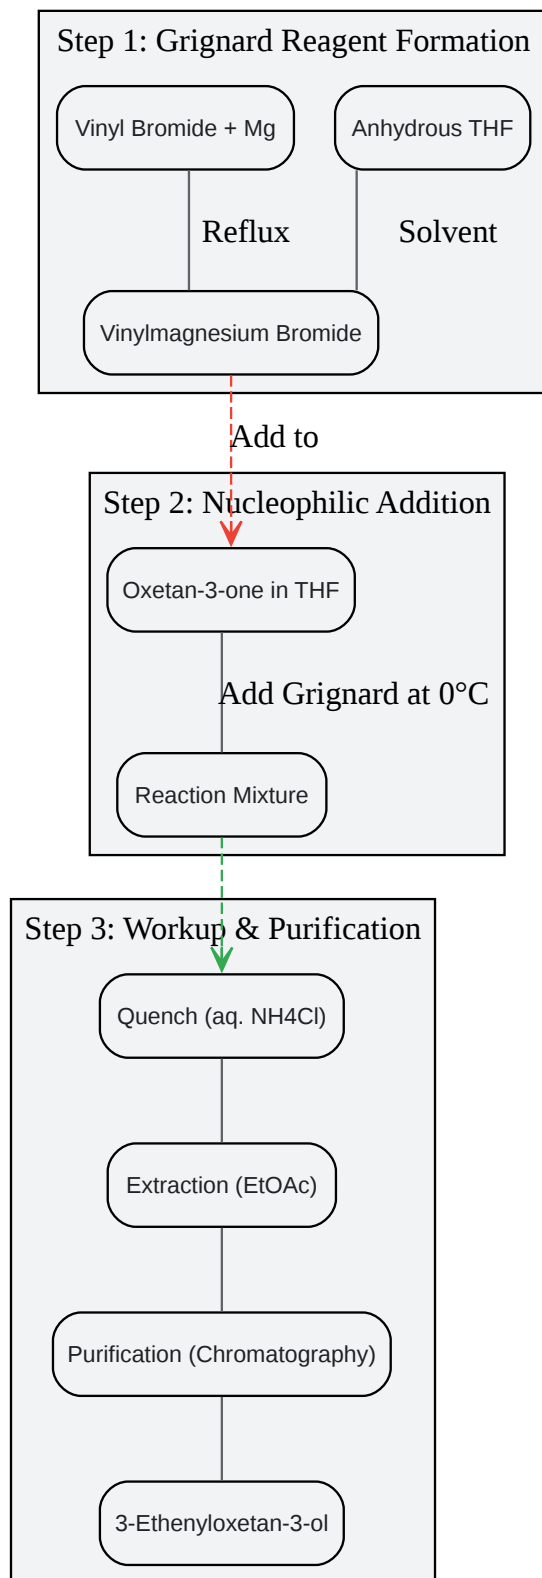 Step 1: Grignard Reagent Formation
Vinyl Bromide + Mg
Anhydrous THF
Reflux
Solvent
Vinylmagnesium Bromide
Add to
Step 2: Nucleophilic Addition
Oxetan-3-one in THF
Add Grignard at 0°C
Reaction Mixture
Step 3: Workup & Purification
Quench (aq. NH4Cl)
Extraction (EtOAc)
Purification (Chromatography)
3-Ethenyloxetan-3-ol